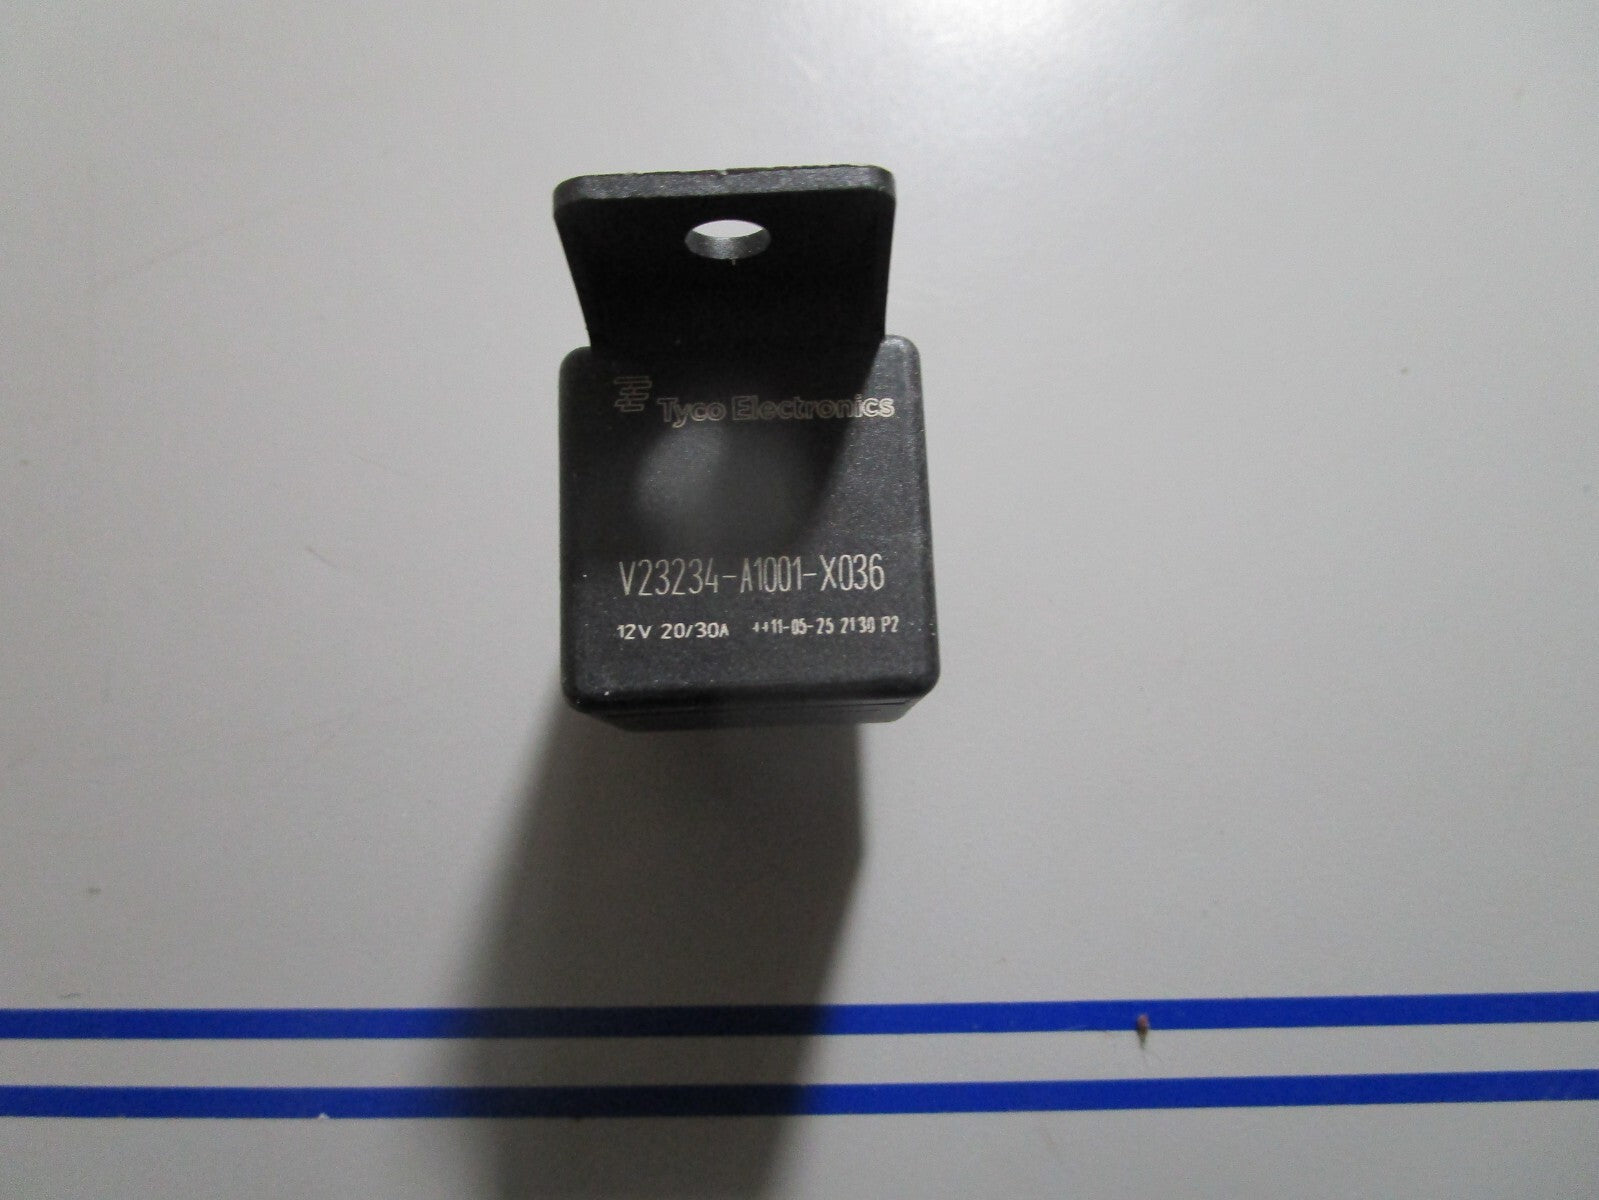 Tyco Electronics
V23234-A1001-X036
12V 20/30A ++11-05-25 2130 P2